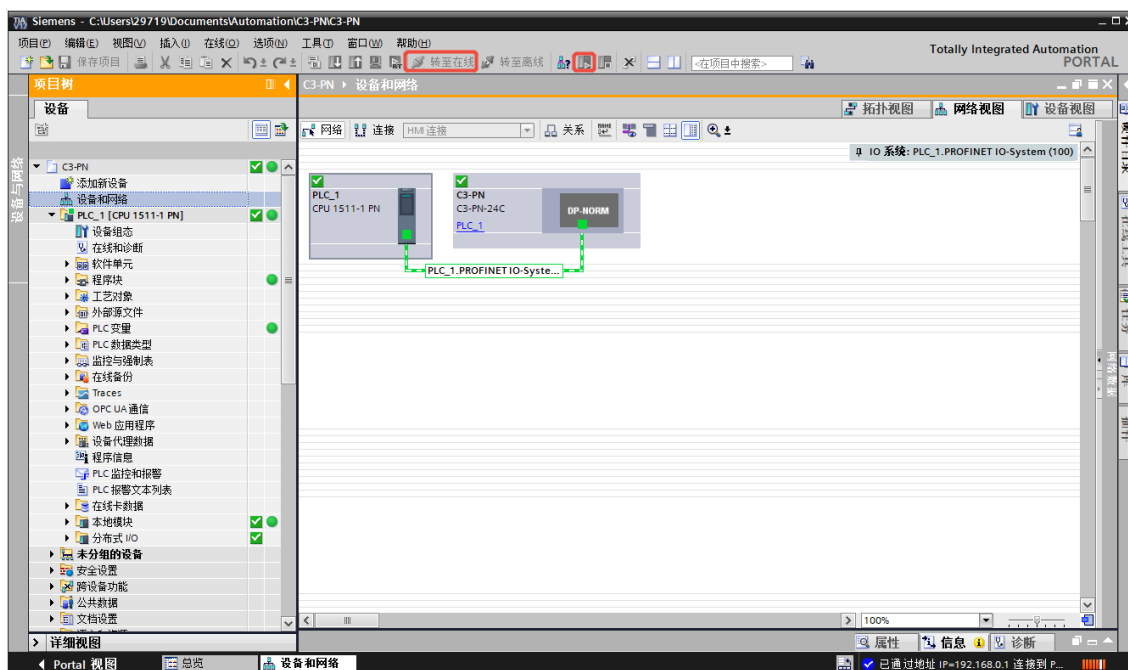 Siemens - C:\Users\29719\Documents\Automation\C3-PN\C3-PN
项目(P) 编辑(E) 视图(V) 插入(I) 在线(O) 选项(N) 工具(T) 窗口(W) 帮助(H)
Totally Integrated Automation
PORTAL
保存项目 转至在线 转至离线 <在项目中搜索>
项目树
C3-PN ▸ 设备和网络
设备
拓扑视图 网络视图 设备视图
网络 连接 HMI 连接 关系
IO 系统: PLC_1.PROFINET IO-System (100)
设备与网络
C3-PN
添加新设备
设备和网络
PLC_1 [CPU 1511-1 PN]
设备组态
在线和诊断
软件单元
程序块
工艺对象
外部源文件
PLC 变量
PLC 数据类型
监控与强制表
在线备份
Traces
OPC UA 通信
Web 应用程序
设备代理数据
程序信息
PLC 监控和报警
PLC 报警文本列表
在线卡数据
本地模块
分布式 I/O
未分组的设备
安全设置
跨设备功能
公共数据
文档设置
PLC_1
CPU 1511-1 PN
C3-PN
C3-PN-24C
PLC_1
DP-NORM
PLC_1.PROFINET IO-Syste...
100%
详细视图
属性 信息 诊断
Portal 视图 总览 设备和网络
已通过地址 IP=192.168.0.1 连接到 P...